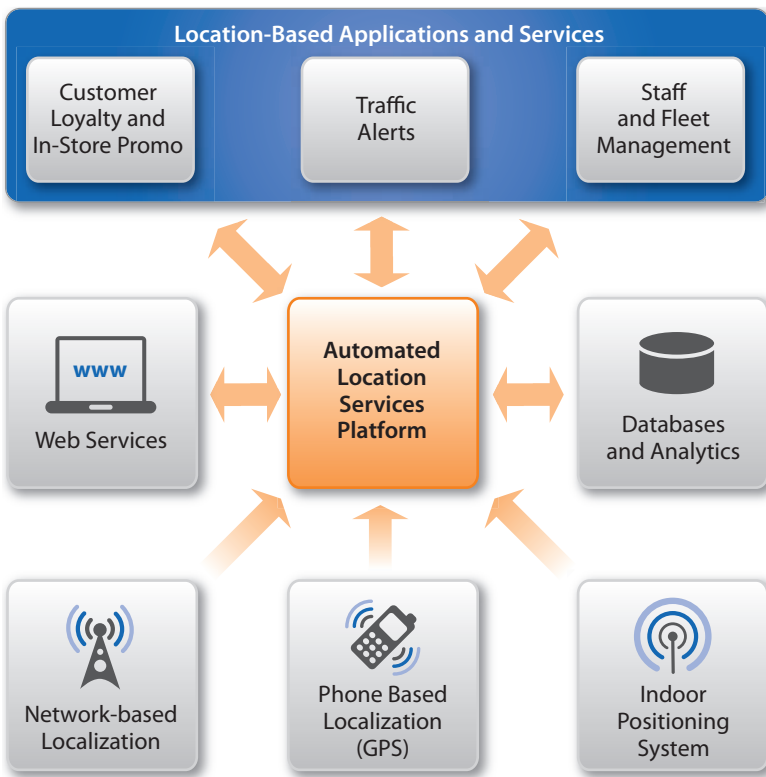 Location-Based Applications and Services
Customer
Loyalty and
In-Store Promo
Traffic
Alerts
Staff
and Fleet
Management
www
Web Services
Automated
Location
Services
Platform
Databases
and Analytics
Network-based
Localization
Phone Based
Localization
(GPS)
Indoor
Positioning
System